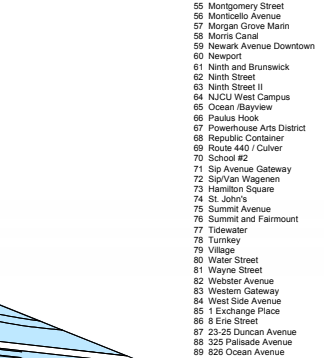 55 Montgomery Street
56 Monticello Avenue
57 Morgan Grove Marin
58 Morris Canal
59 Newark Avenue Downtown
60 Newport
61 Ninth and Brunswick
62 Ninth Street
63 Ninth Street II
64 NJCU West Campus
65 Ocean /Bayview
66 Paulus Hook
67 Powerhouse Arts District
68 Republic Container
69 Route 440 / Culver
70 School #2
71 Sip Avenue Gateway
72 Sip/Van Wagenen
73 Hamilton Square
74 St. John's
75 Summit Avenue
76 Summit and Fairmount
77 Tidewater
78 Turnkey
79 Village
80 Water Street
81 Wayne Street
82 Webster Avenue
83 Western Gateway
84 West Side Avenue
85 1 Exchange Place
86 8 Erie Street
87 23-25 Duncan Avenue
88 325 Palisade Avenue
89 826 Ocean Avenue